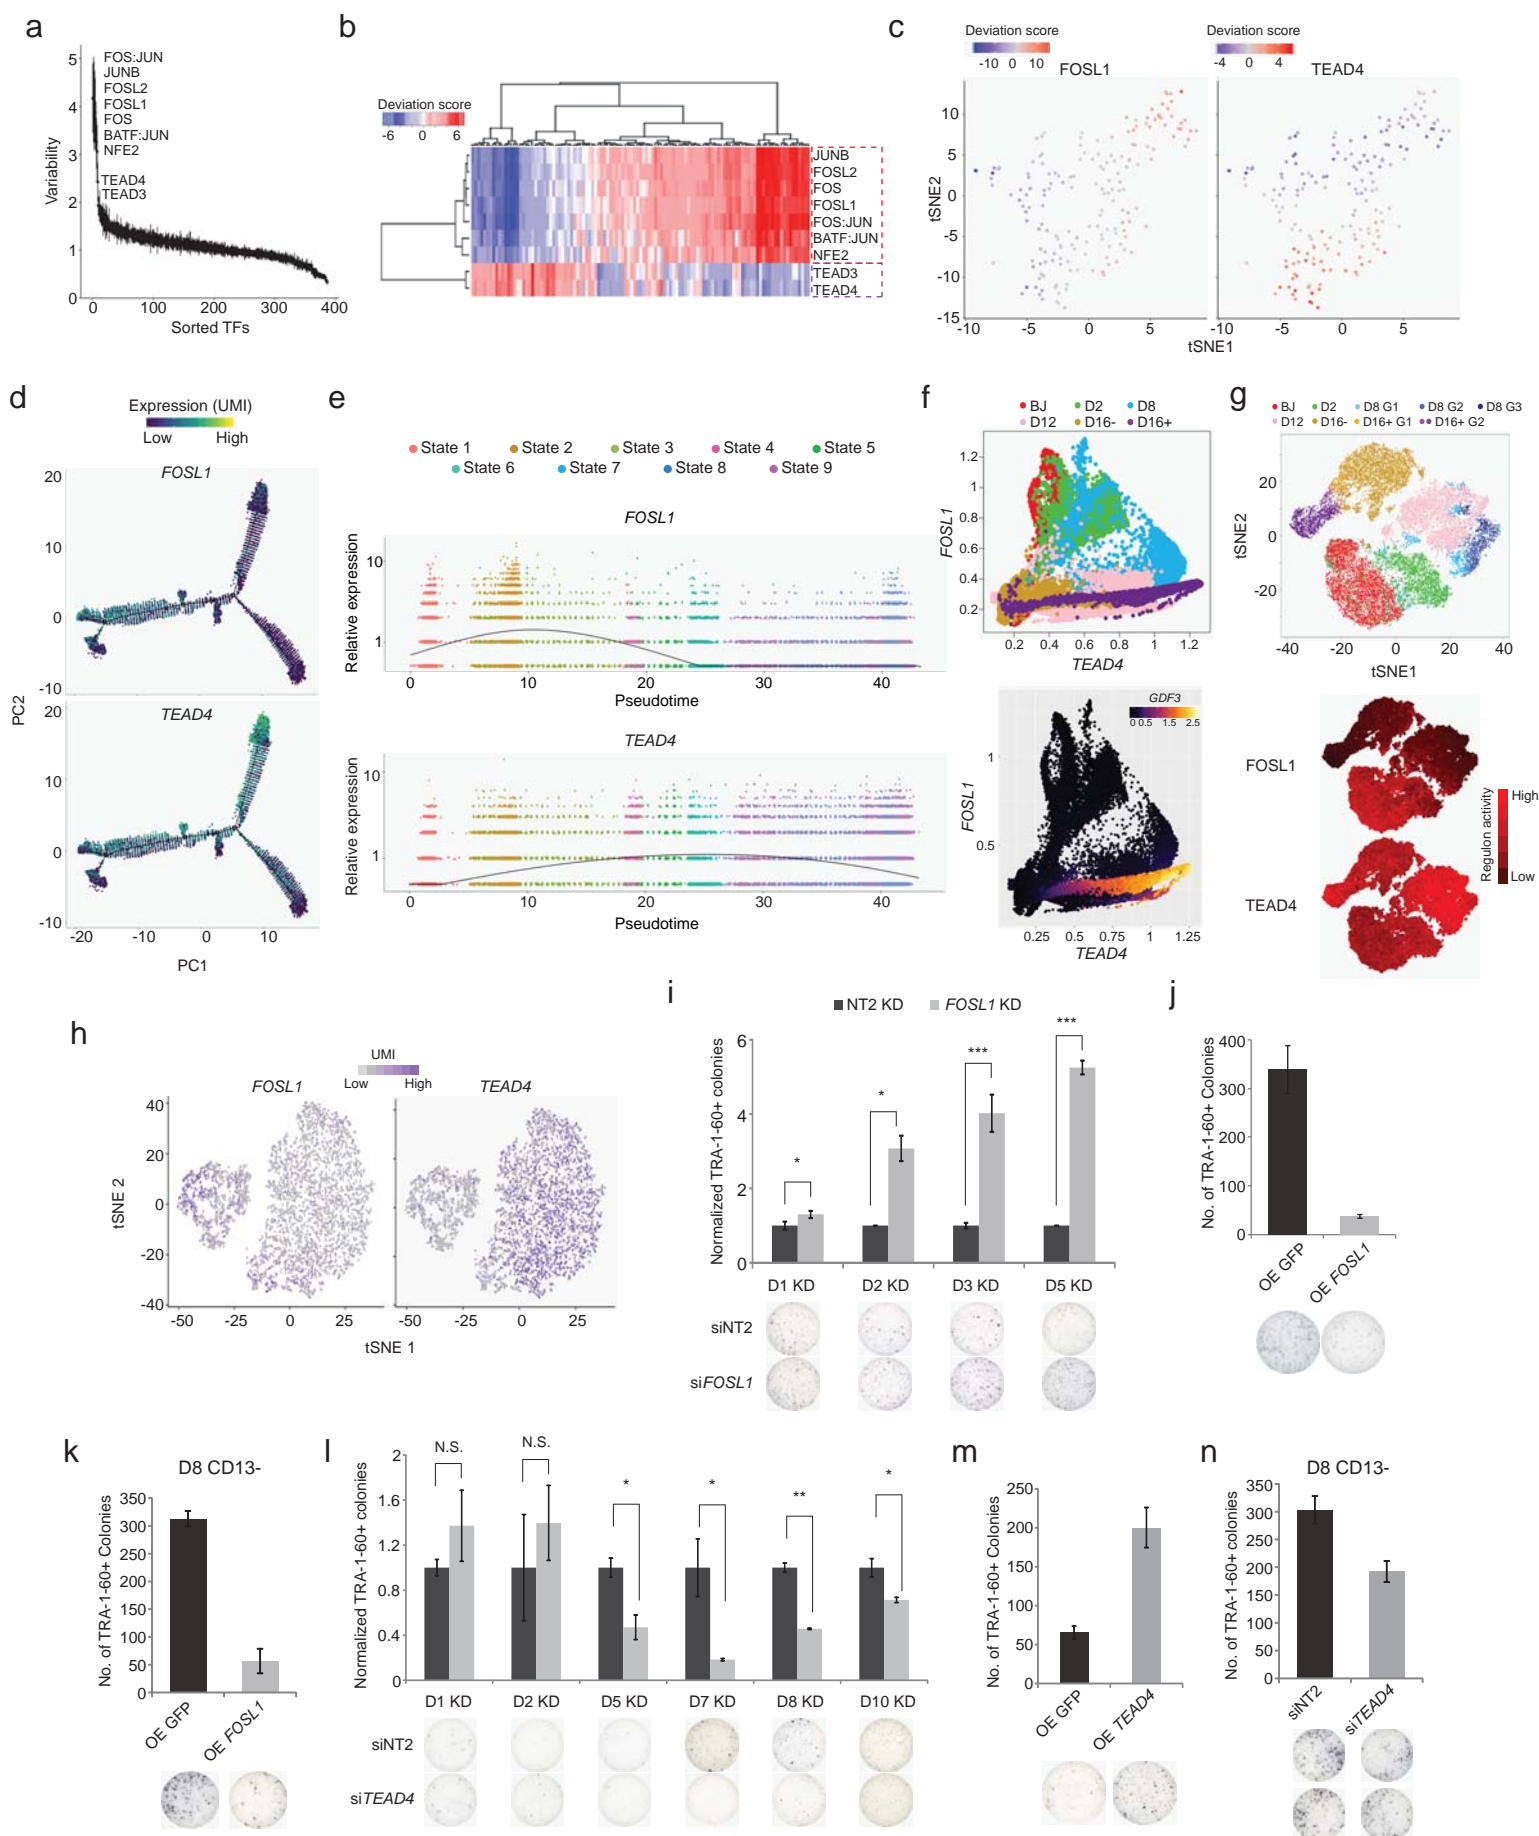 a
5
4
3
2
1
0
Variability
FOS:JUN
JUNB
FOSL2
FOSL1
FOS
BATF:JUN
NFE2
TEAD4
TEAD3
0 100 200 300 400
Sorted TFs
b
Deviation score
-6 0 6
JUNB
FOSL2
FOS
FOSL1
FOS:JUN
BATF:JUN
NFE2
TEAD3
TEAD4
c
Deviation score
-10 0 10
FOSL1
Deviation score
-4 0 4
TEAD4
10
5
0
-5
-10
-15
tSNE2
-10 -5 0 5 -10 -5 0 5
tSNE1
d
Expression (UMI)
Low High
FOSL1
20
10
0
-10
TEAD4
20
10
0
-10
PC2
-20 -10 0 10
PC1
e
State 1 State 2 State 3 State 4 State 5
State 6 State 7 State 8 State 9
FOSL1
Relative expression
10
1
0 10 20 30 40
Pseudotime
TEAD4
Relative expression
10
1
0 10 20 30 40
Pseudotime
f
BJ D2 D8
D12 D16- D16+
FOSL1
1.2
1
0.8
0.6
0.4
0.2
0.2 0.4 0.6 0.8 1 1.2
TEAD4
GDF3
0 0.5 1.5 2.5
FOSL1
1
0.5
0.25 0.5 0.75 1 1.25
TEAD4
g
BJ D2 D8 G1 D8 G2 D8 G3
D12 D16- D16+ G1 D16+ G2
tSNE2
20
0
-20
-40 -20 0 20 40
tSNE1
FOSL1
TEAD4
Regulon activity
High
Low
h
UMI
Low High
FOSL1 TEAD4
tSNE 2
40
20
0
-20
-40
-50 -25 0 25 -50 -25 0 25
tSNE 1
i
NT2 KD FOSL1 KD
Normalized TRA-1-60+ colonies
6
4
2
0
* * *** ***
D1 KD D2 KD D3 KD D5 KD
siNT2
siFOSL1
j
No. of TRA-1-60+ Colonies
400
300
200
100
0
OE GFP OE FOSL1
k
D8 CD13-
No. of TRA-1-60+ Colonies
350
300
250
200
150
100
50
0
OE GFP OE FOSL1
l
Normalized TRA-1-60+ colonies
2
1.6
1.2
0.8
0.4
0
N.S. N.S. * * ** *
D1 KD D2 KD D5 KD D7 KD D8 KD D10 KD
siNT2
siTEAD4
m
No. of TRA-1-60+ Colonies
250
200
150
100
50
0
OE GFP OE TEAD4
n
D8 CD13-
No. of TRA-1-60+ Colonies
350
300
250
200
150
100
50
0
siNT2 siTEAD4